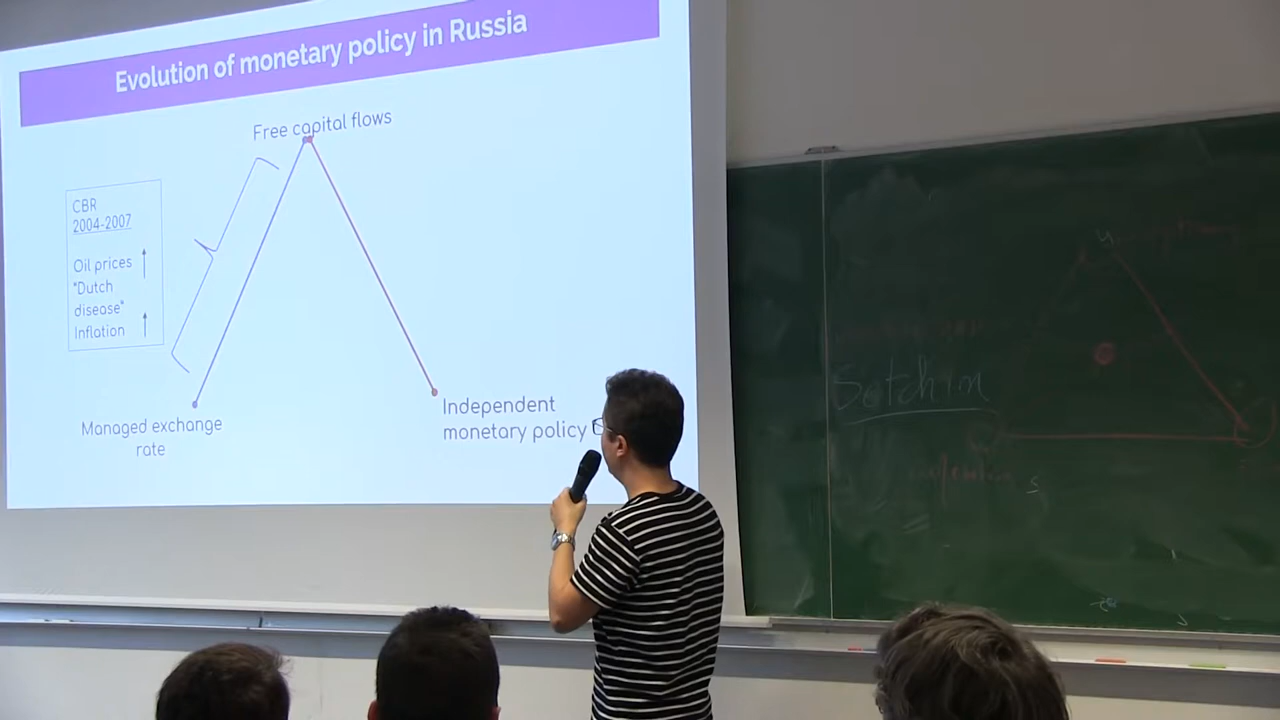 Evolution of monetary policy in Russia
Free capital flows
CBR
2004-2007
Oil prices ↑
"Dutch
disease"
Inflation ↑
Managed exchange
rate
Independent
monetary policy